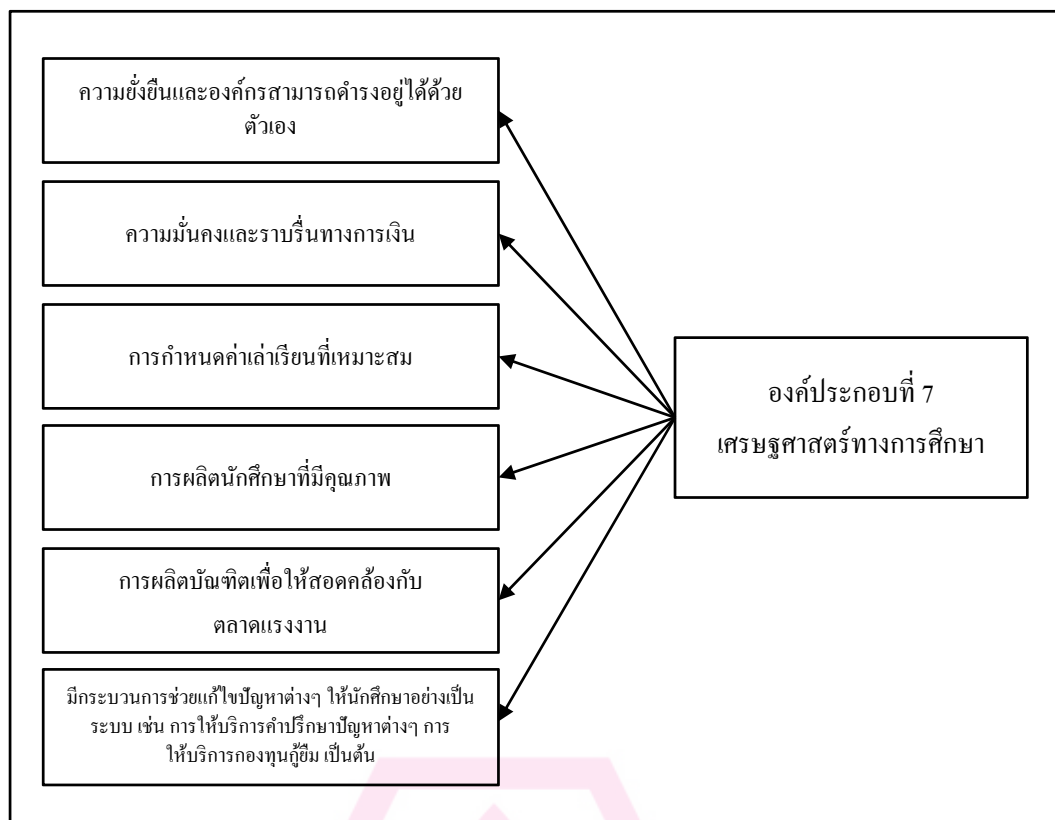 ความยั่งยืนและองค์กรสามารถดำรงอยู่ได้ด้วย
ตัวเอง
ความมั่นคงและราบรื่นทางการเงิน
การกำหนดค่าเล่าเรียนที่เหมาะสม
การผลิตนักศึกษาที่มีคุณภาพ
การผลิตบัณฑิตเพื่อให้สอดคล้องกับ
ตลาดแรงงาน
มีกระบวนการช่วยแก้ไขปัญหาต่างๆ ให้นักศึกษาอย่างเป็น
ระบบ เช่น การให้บริการคำปรึกษาปัญหาต่างๆ การ
ให้บริการกองทุนกู้ยืม เป็นต้น
องค์ประกอบที่ 7
เศรษฐศาสตร์ทางการศึกษา